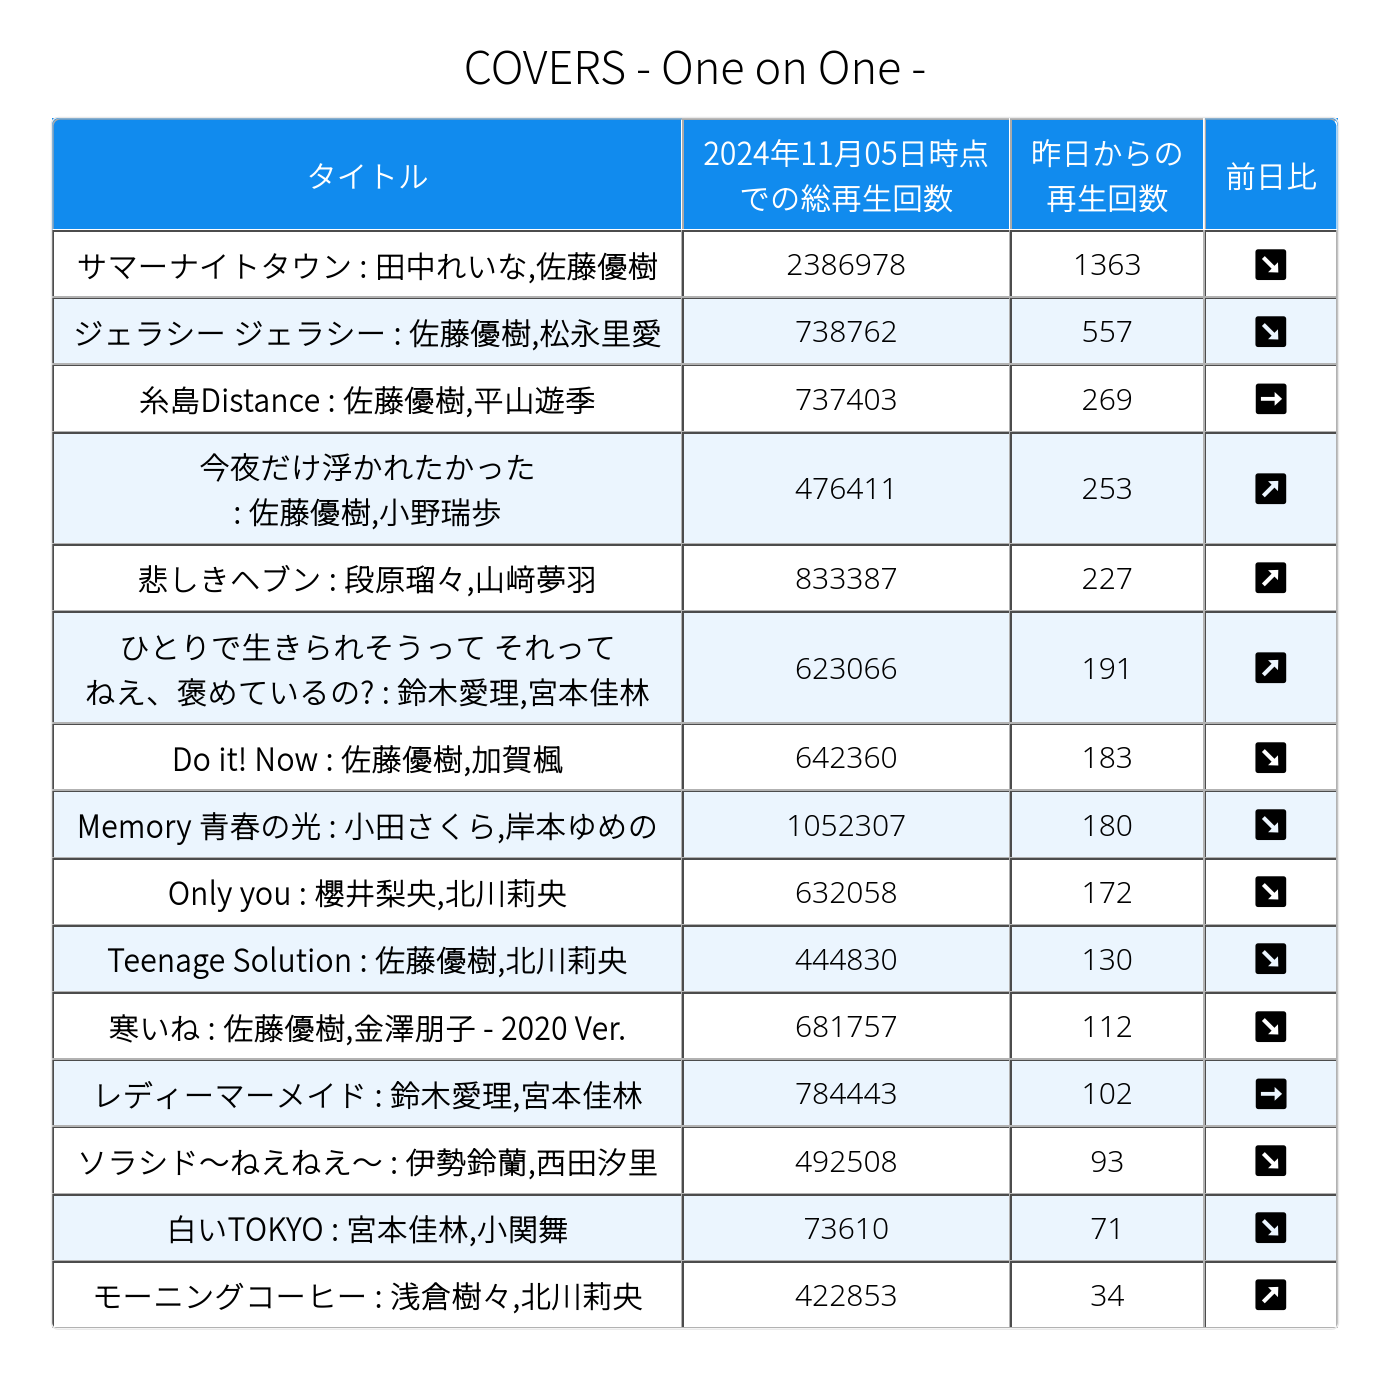 COVERS - One on One -
タイトル
2024年11月05日時点
での総再生回数
昨日からの
再生回数
前日比
サマーナイトタウン : 田中れいな,佐藤優樹
2386978
1363
↘
ジェラシー ジェラシー : 佐藤優樹,松永里愛
738762
557
↘
糸島Distance : 佐藤優樹,平山遊季
737403
269
→
今夜だけ浮かれたかった
: 佐藤優樹,小野瑞歩
476411
253
↗
悲しきヘブン : 段原瑠々,山﨑夢羽
833387
227
↗
ひとりで生きられそうって それって
ねえ、褒めているの? : 鈴木愛理,宮本佳林
623066
191
↗
Do it! Now : 佐藤優樹,加賀楓
642360
183
↘
Memory 青春の光 : 小田さくら,岸本ゆめの
1052307
180
↘
Only you : 櫻井梨央,北川莉央
632058
172
↘
Teenage Solution : 佐藤優樹,北川莉央
444830
130
↘
寒いね : 佐藤優樹,金澤朋子 - 2020 Ver.
681757
112
↘
レディーマーメイド : 鈴木愛理,宮本佳林
784443
102
→
ソラシド〜ねえねえ〜 : 伊勢鈴蘭,西田汐里
492508
93
↘
白いTOKYO : 宮本佳林,小関舞
73610
71
↘
モーニングコーヒー : 浅倉樹々,北川莉央
422853
34
↗